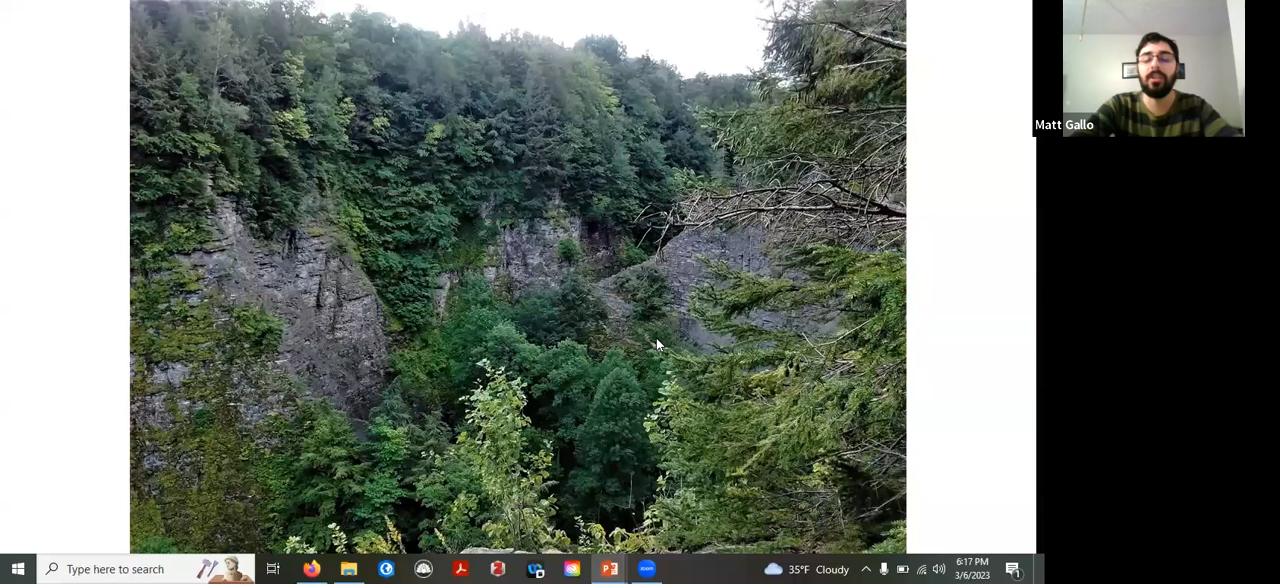 Matt Gallo
Type here to search
35°F Cloudy
6:17 PM
3/6/2023